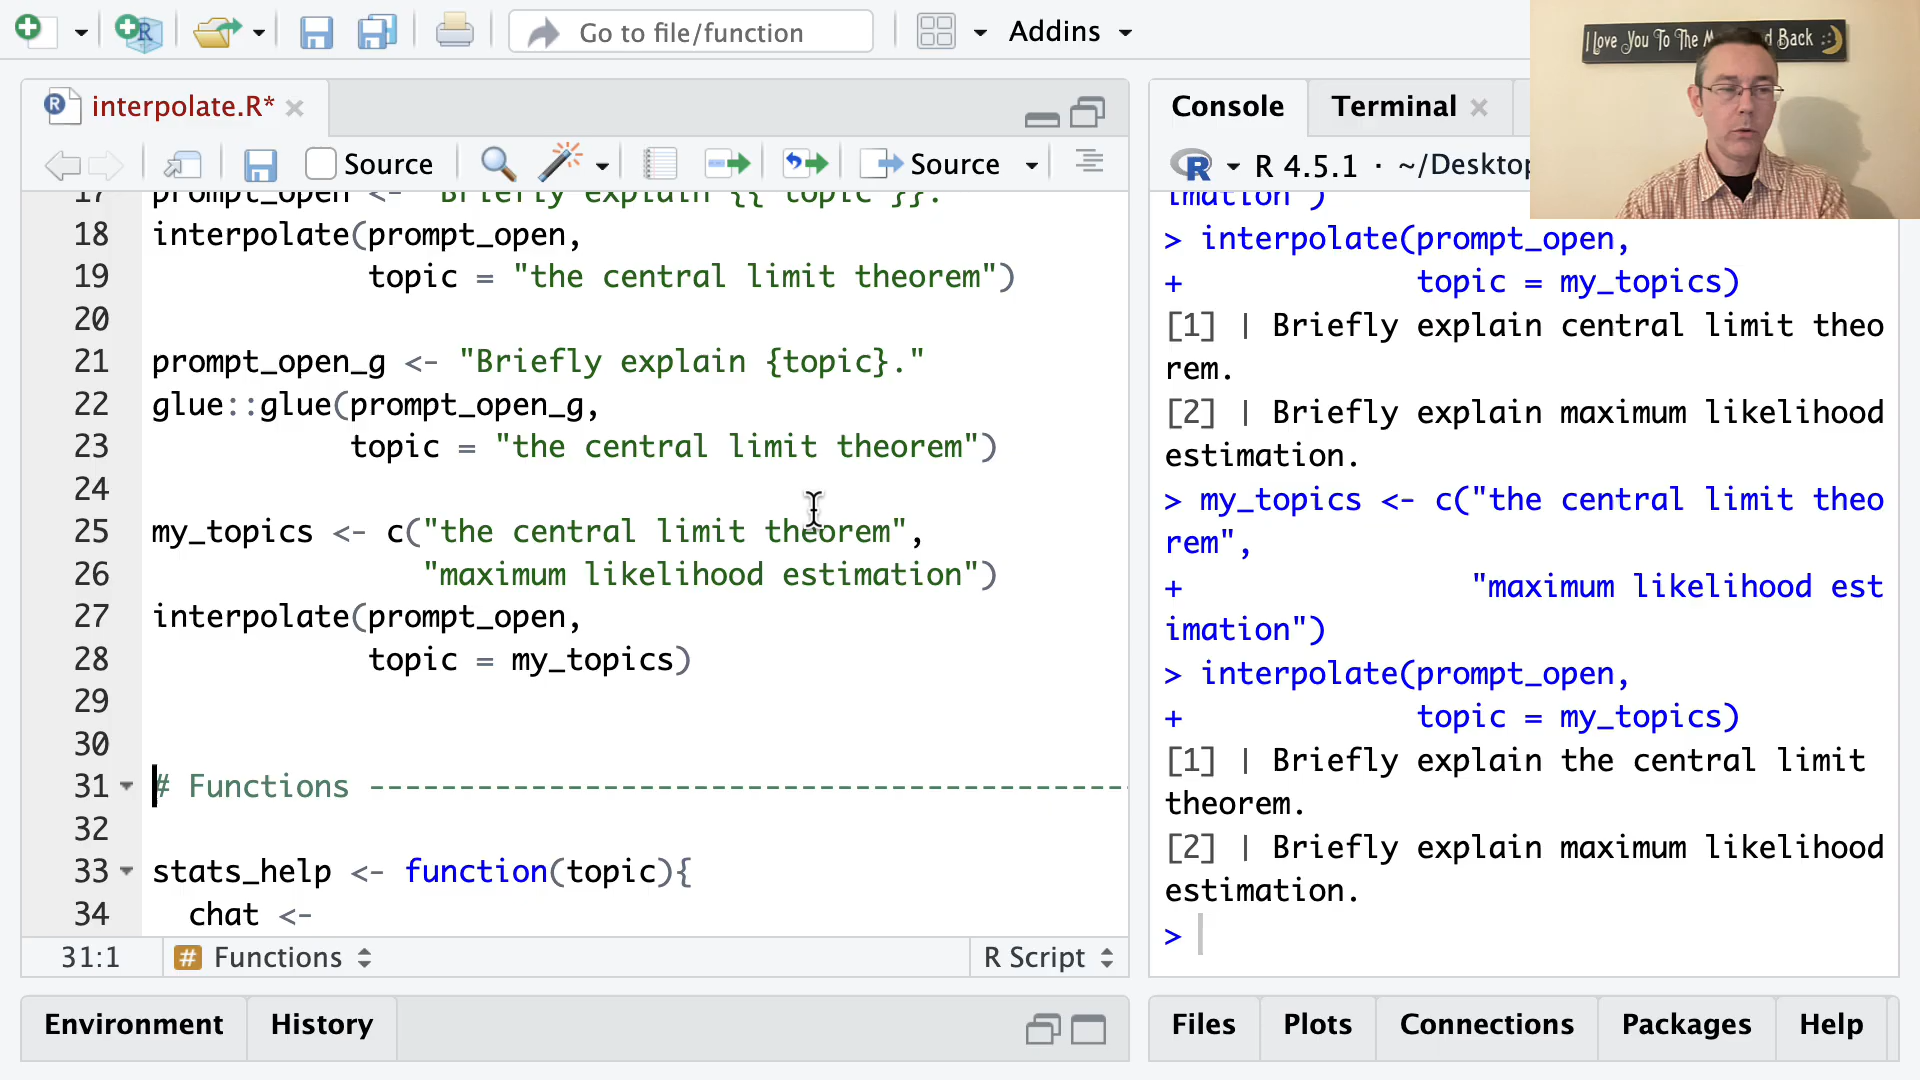 Go to file/function
Addins
I Love You To The M d Back
interpolate.R*
Source
Source
17 prompt_open <- "Briefly explain {{ topic }}."
18 interpolate(prompt_open,
19 topic = "the central limit theorem")
20
21 prompt_open_g <- "Briefly explain {topic}."
22 glue::glue(prompt_open_g,
23 topic = "the central limit theorem")
24
25 my_topics <- c("the central limit theorem",
26 "maximum likelihood estimation")
27 interpolate(prompt_open,
28 topic = my_topics)
29
30
31 # Functions -------------------------------------------
32
33 stats_help <- function(topic){
34 chat <-
31:1 # Functions R Script
Environment History
Console Terminal
R 4.5.1 · ~/Desktop
imation")
> interpolate(prompt_open,
+ topic = my_topics)
[1] | Briefly explain central limit theo
rem.
[2] | Briefly explain maximum likelihood
estimation.
> my_topics <- c("the central limit theo
rem",
+ "maximum likelihood est
imation")
> interpolate(prompt_open,
+ topic = my_topics)
[1] | Briefly explain the central limit
theorem.
[2] | Briefly explain maximum likelihood
estimation.
>
Files Plots Connections Packages Help